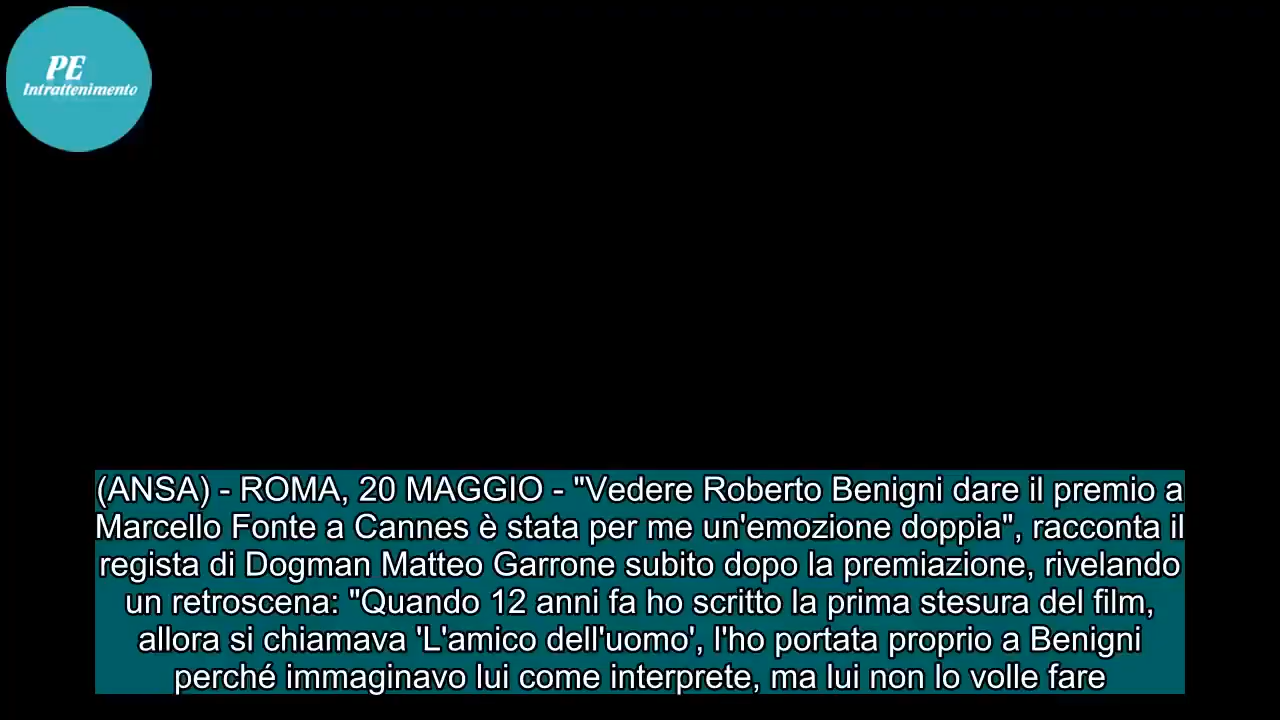 PE
Intrattenimento
(ANSA) - ROMA, 20 MAGGIO - "Vedere Roberto Benigni dare il premio a
Marcello Fonte a Cannes è stata per me un'emozione doppia", racconta il
regista di Dogman Matteo Garrone subito dopo la premiazione, rivelando
un retroscena: "Quando 12 anni fa ho scritto la prima stesura del film,
allora si chiamava 'L'amico dell'uomo', l'ho portata proprio a Benigni
perché immaginavo lui come interprete, ma lui non lo volle fare